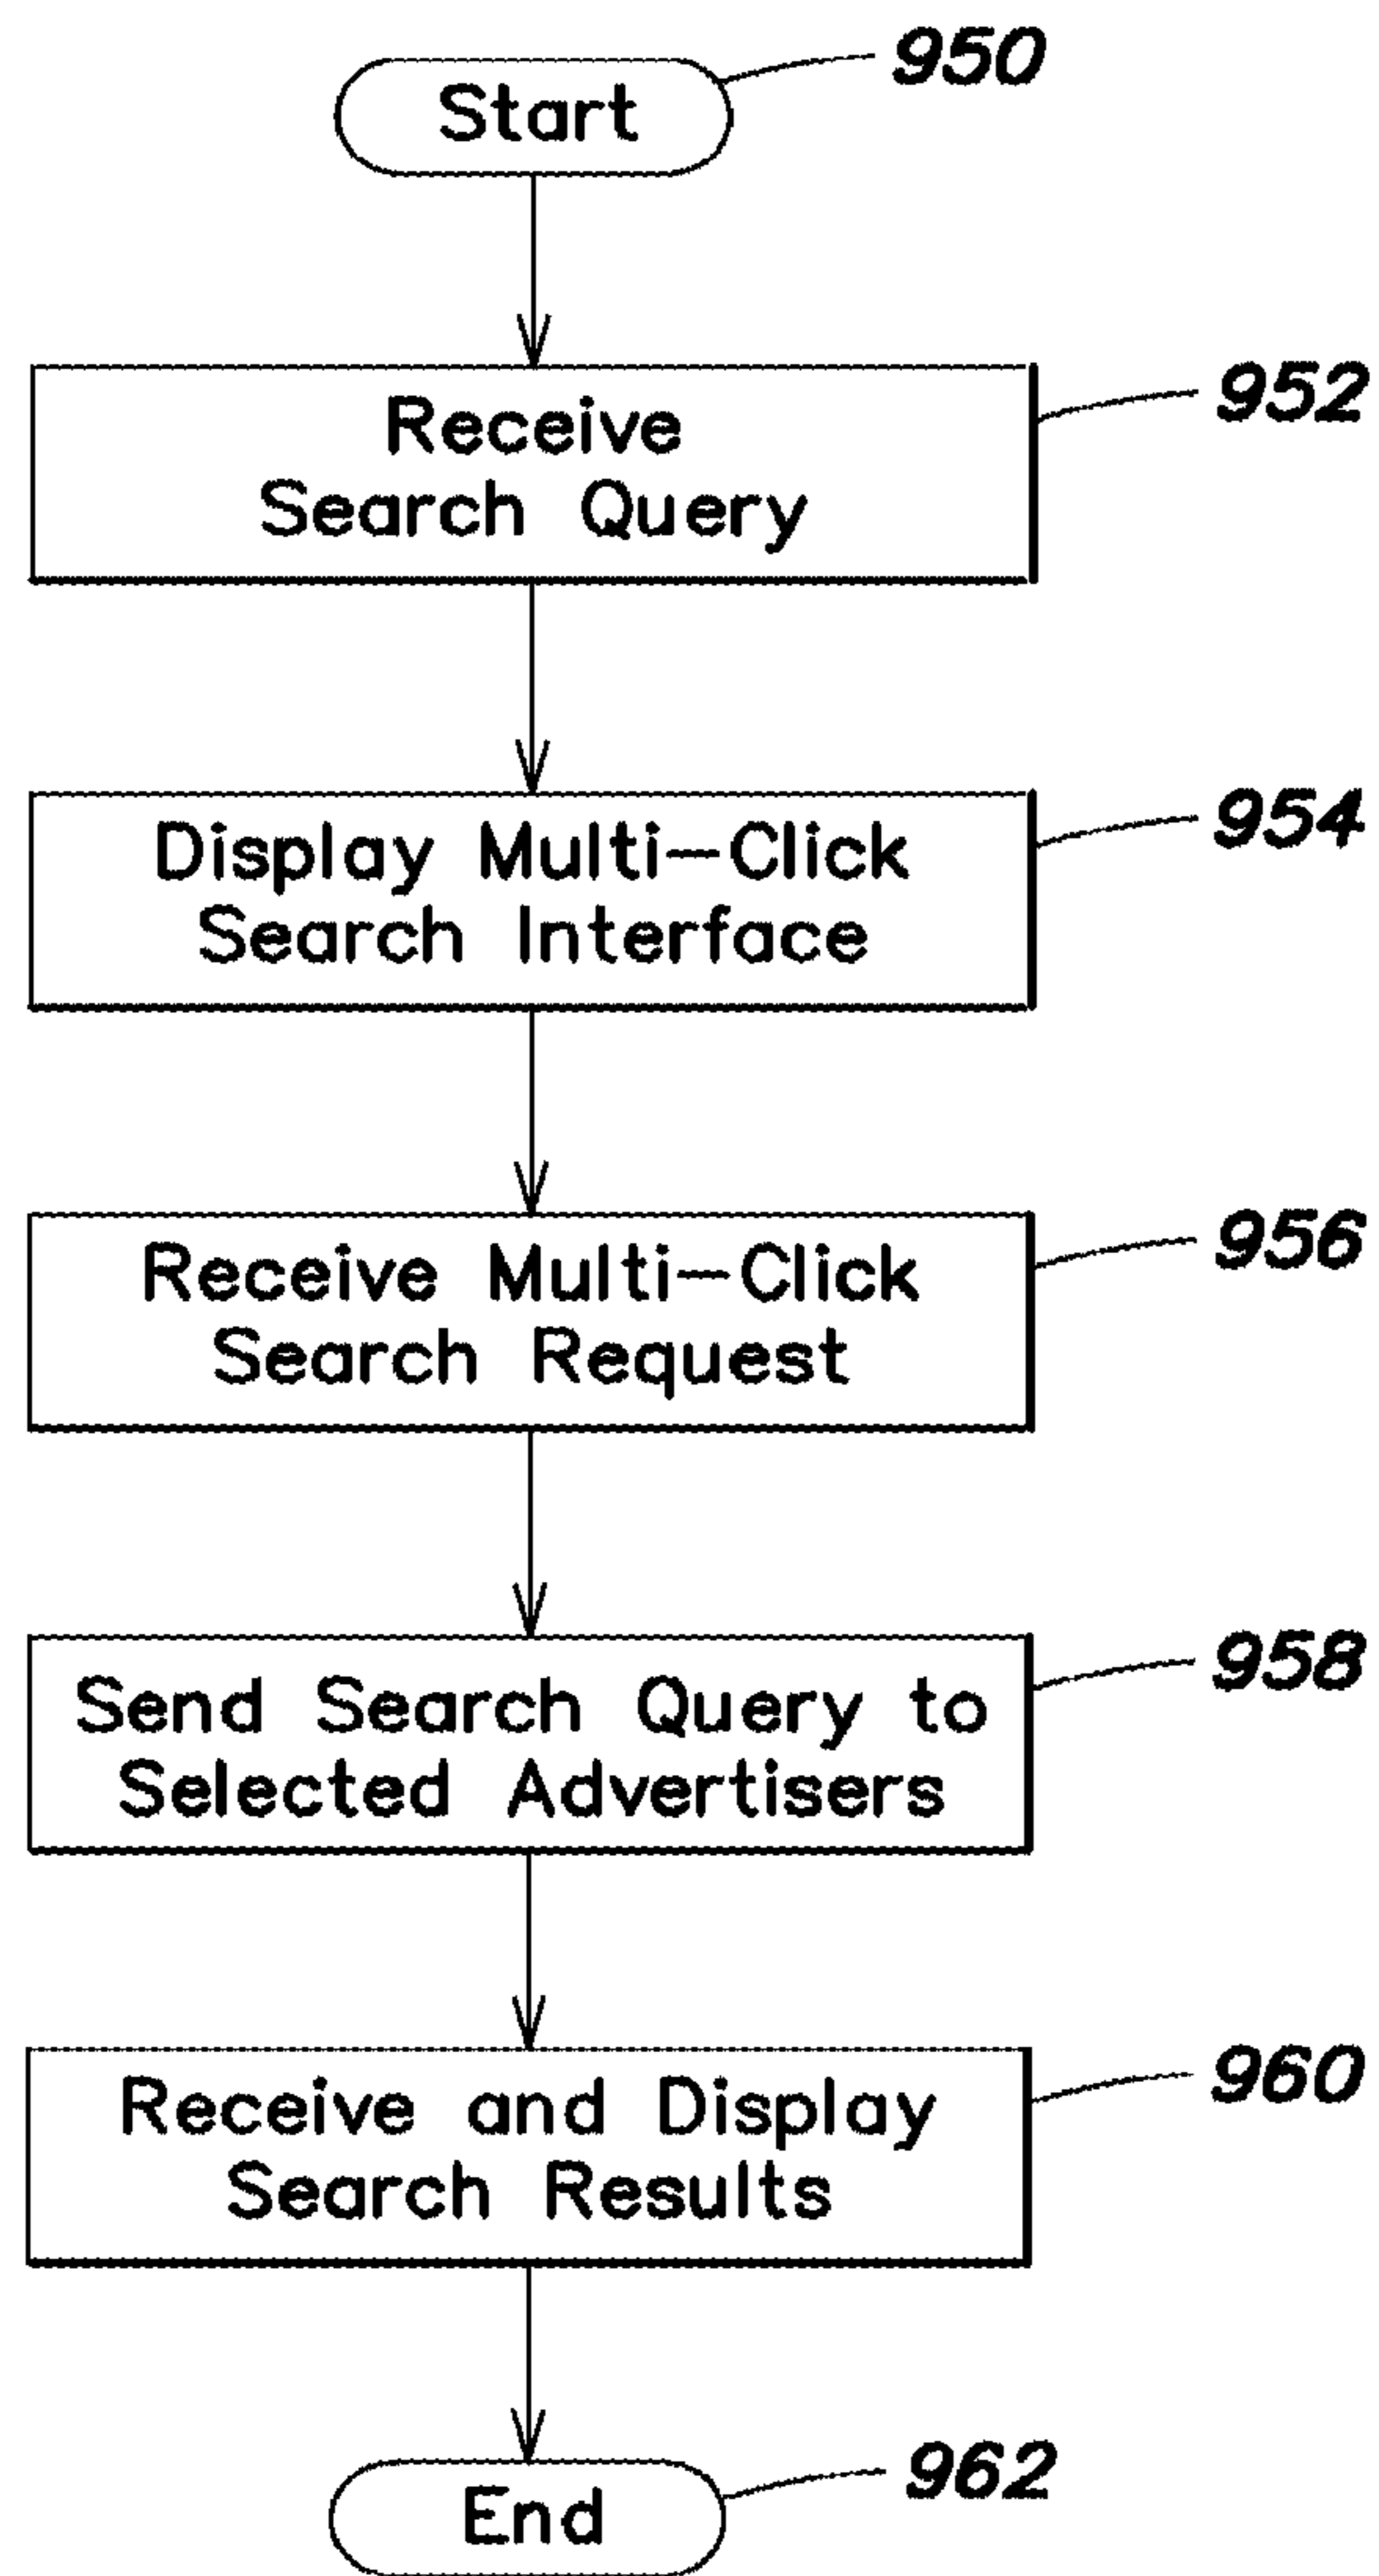 Start
950
Receive
Search Query
952
Display Multi-Click
Search Interface
954
Receive Multi-Click
Search Request
956
Send Search Query to
Selected Advertisers
958
Receive and Display
Search Results
960
End
962